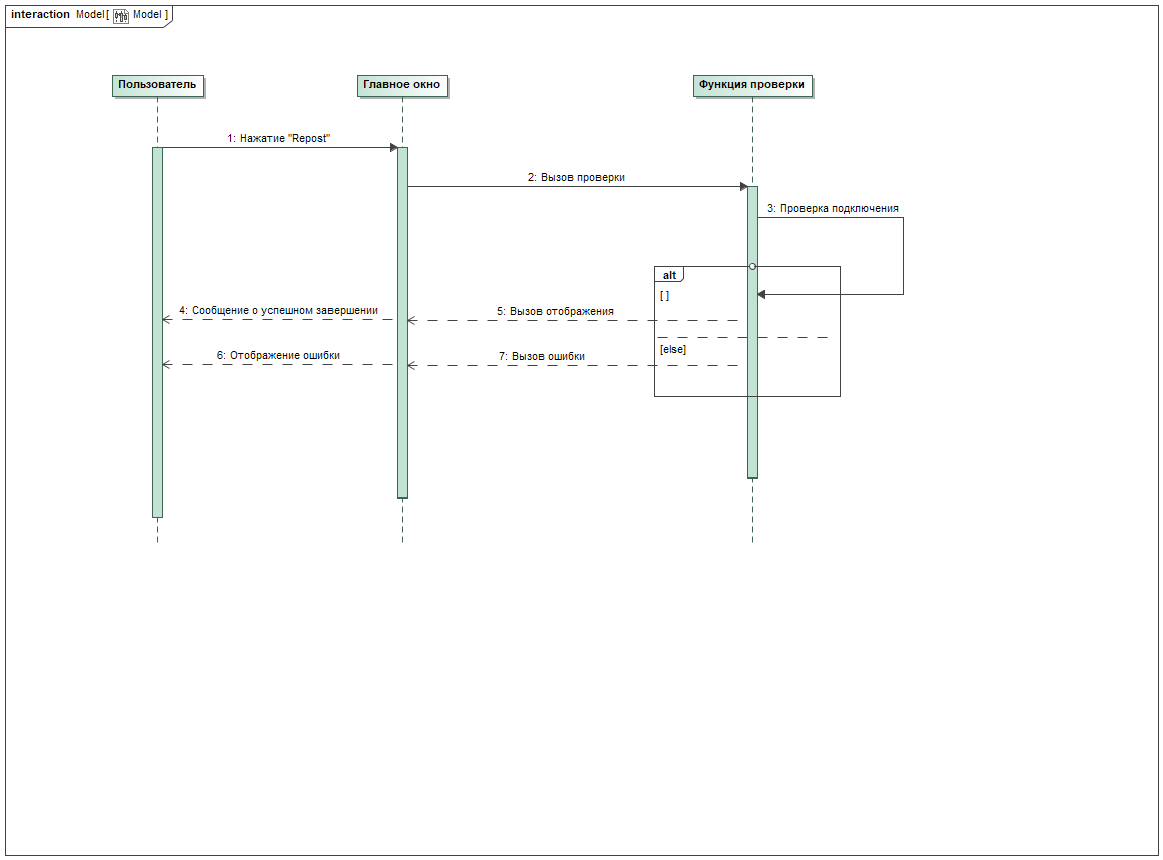 interaction Model[ Model ]
Пользователь
Главное окно
Функция проверки
1: Нажатие "Repost"
2: Вызов проверки
3: Проверка подключения
alt
[ ]
4: Сообщение о успешном завершении
5: Вызов отображения
[else]
6: Отображение ошибки
7: Вызов ошибки